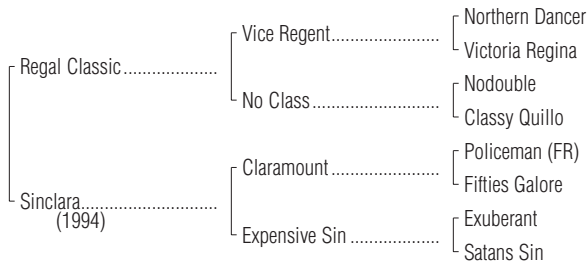 Northern Dancer
Vice Regent....................
Victoria Regina
Regal Classic..................
Nodouble
No Class........................
Classy Quillo
Policeman (FR)
Claramount....................
Fifties Galore
Sinclara..........................
(1994)
Exuberant
Expensive Sin.................
Satans Sin